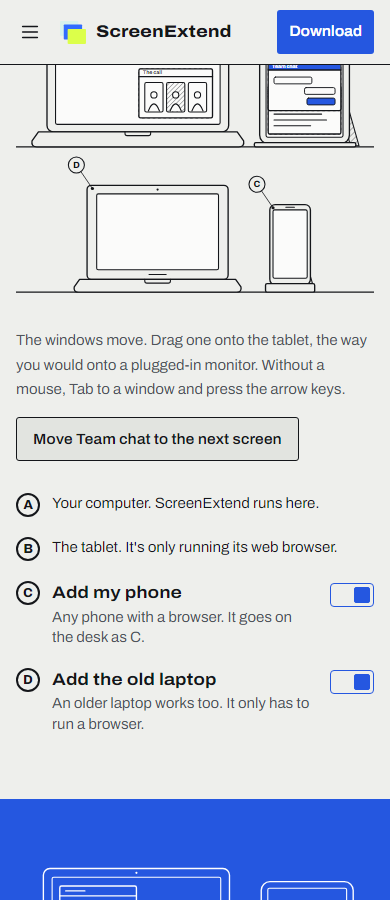 ScreenExtend
Download
The call
Team chat
D
C
The windows move. Drag one onto the tablet, the way
you would onto a plugged-in monitor. Without a
mouse, Tab to a window and press the arrow keys.
Move Team chat to the next screen
A
Your computer. ScreenExtend runs here.
B
The tablet. It's only running its web browser.
C
Add my phone
Any phone with a browser. It goes on
the desk as C.
D
Add the old laptop
An older laptop works too. It only has to
run a browser.